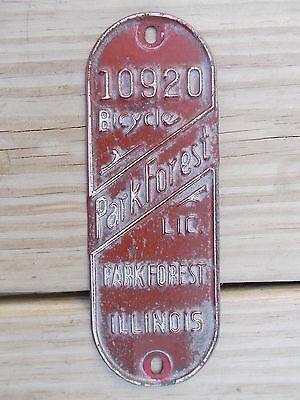 10920
Bicycle
Park Forest
LIC.
PARK FOREST
ILLINOIS